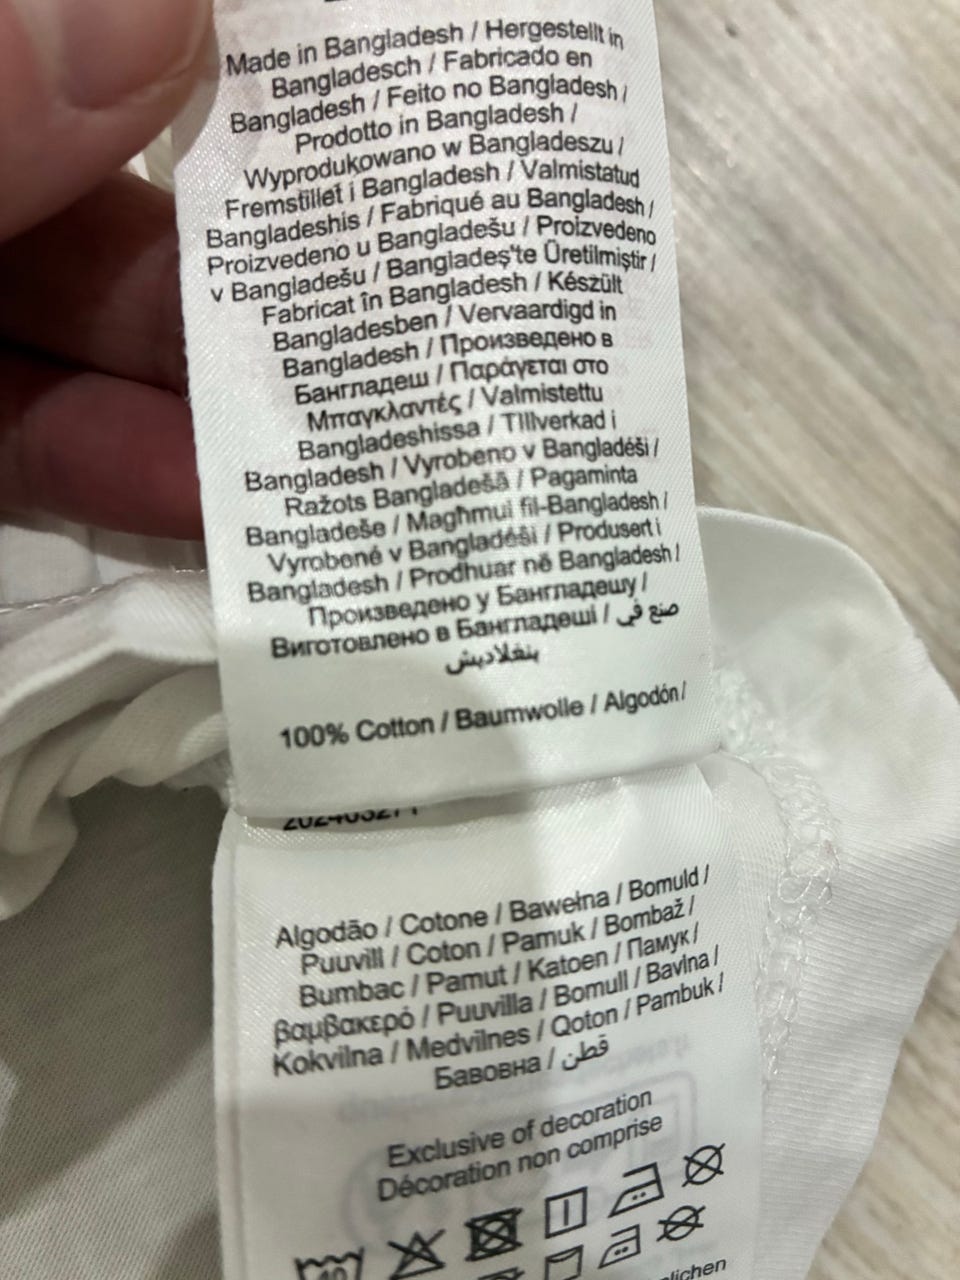 Made in Bangladesh / Hergestellt in
Bangladesch / Fabricado en
Bangladesh / Feito no Bangladesh /
Prodotto in Bangladesh /
Wyprodukowano w Bangladeszu /
Fremstillet i Bangladesh / Valmistatud
Bangladeshis / Fabriqué au Bangladesh /
Proizvedeno u Bangladešu / Proizvedeno
v Bangladešu / Bangladeş'te Üretilmiştir /
Fabricat în Bangladesh / Készült
Bangladesben / Vervaardigd in
Bangladesh / Произведено в
Бангладеш / Παράγεται στο
Μπαγκλαντές / Valmistettu
Bangladeshissa / Tillverkad i
Bangladesh / Vyrobeno v Bangladéši /
Ražots Bangladešā / Pagaminta
Bangladeše / Magħmul fil-Bangladesh /
Vyrobené v Bangladéši / Produsert i
Bangladesh / Prodhuar në Bangladesh /
Произведено у Бангладешу /
Виготовлено в Бангладеші / صنع في
بنغلاديش
100% Cotton / Baumwolle / Algodón /
Algodão / Cotone / Bawełna / Bomuld /
Puuvill / Coton / Pamuk / Bombaž /
Bumbac / Pamut / Katoen / Памук /
βαμβακερό / Puuvilla / Bomull / Bavlna /
Kokvilna / Medvilnes / Qoton / Pambuk /
Бавовна / قطن
Exclusive of decoration
Décoration non comprise
40